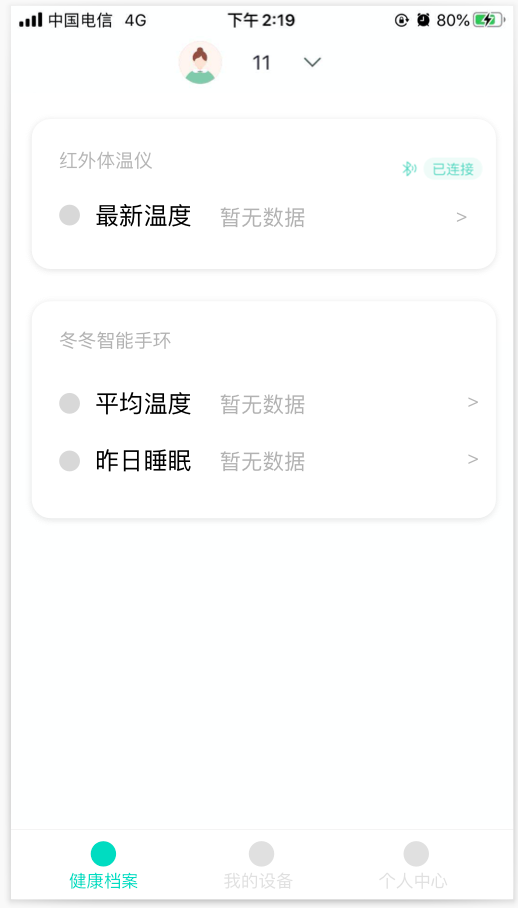 中国电信 4G 下午 2:19 80%
11
红外体温仪
已连接
最新温度 暂无数据 >
冬冬智能手环
平均温度 暂无数据 >
昨日睡眠 暂无数据 >
健康档案 我的设备 个人中心